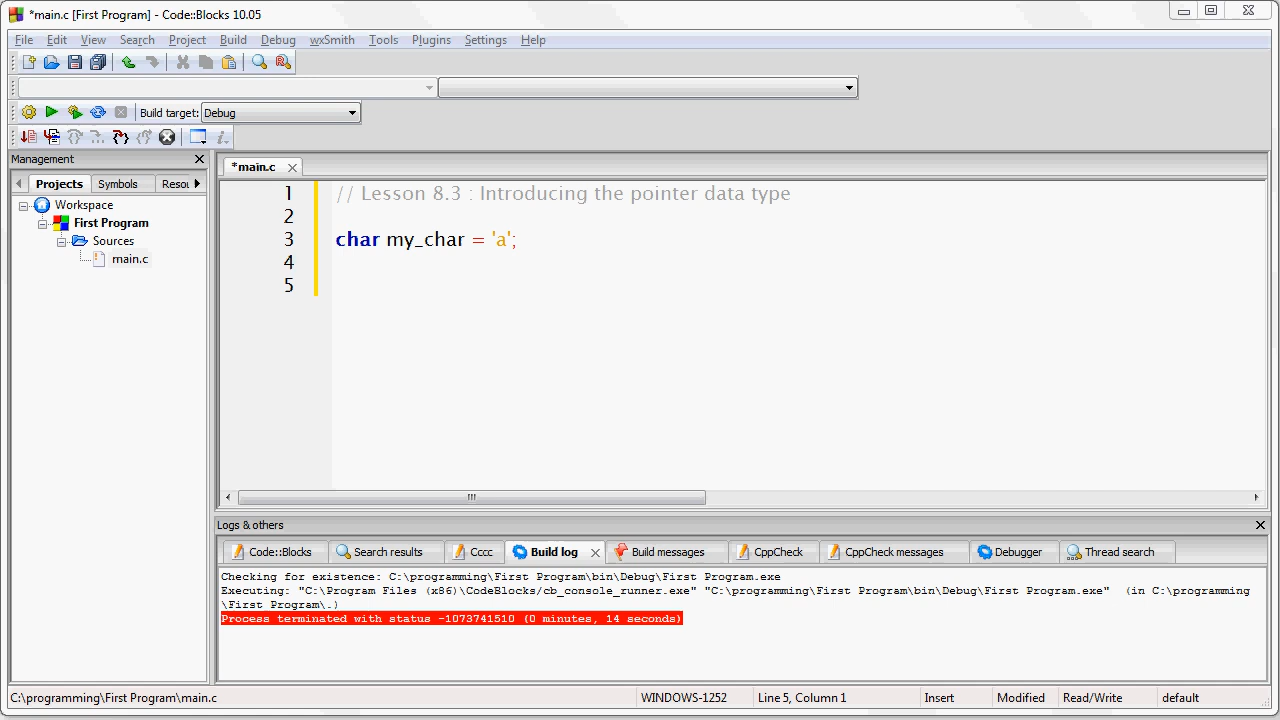 *main.c [First Program] - Code::Blocks 10.05
File Edit View Search Project Build Debug wxSmith Tools Plugins Settings Help
Build target: Debug
Management
Projects Symbols Resou
Workspace
First Program
Sources
main.c
*main.c
1 // Lesson 8.3 : Introducing the pointer data type
2
3 char my_char = 'a';
4
5
Logs & others
Code::Blocks Search results Cccc Build log Build messages CppCheck CppCheck messages Debugger Thread search
Checking for existence: C:\programming\First Program\bin\Debug\First Program.exe
Executing: "C:\Program Files (x86)\CodeBlocks/cb_console_runner.exe" "C:\programming\First Program\bin\Debug\First Program.exe"  (in C:\programming
\First Program\.)
Process terminated with status -1073741510 (0 minutes, 14 seconds)
C:\programming\First Program\main.c WINDOWS-1252 Line 5, Column 1 Insert Modified Read/Write default